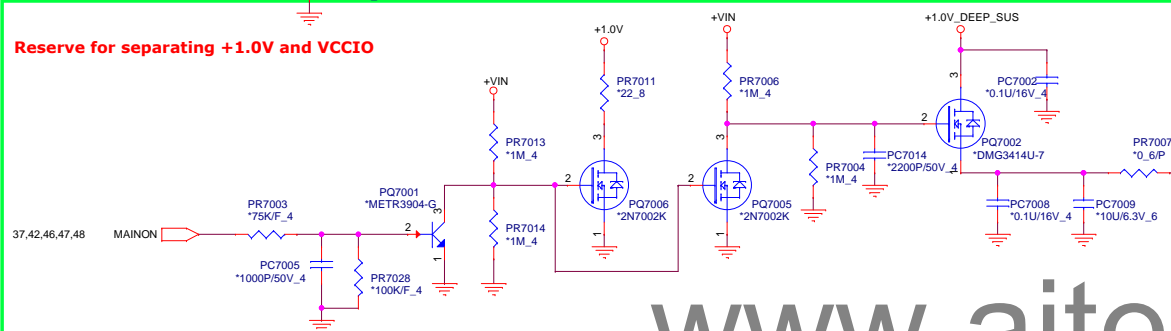 Reserve for separating +1.0V and VCCIO
+1.0V
+VIN
+1.0V_DEEP_SUS
+VIN
PR7011
*22_8
PR7006
*1M_4
3
PC7002
*0.1U/16V_4
PR7013
*1M_4
3
3
2
PQ7002
*DMG3414U-7
PR7007
*0_6/P
PR7004
*1M_4
PC7014
*2200P/50V_4
1
PQ7001
*METR3904-G
3
2
PQ7006
*2N7002K
2
PQ7005
*2N7002K
PC7008
*0.1U/16V_4
PC7009
*10U/6.3V_6
PR7003
*75K/F_4
37,42,46,47,48
MAINON
2
PR7014
*1M_4
1
1
1
PC7005
*1000P/50V_4
PR7028
*100K/F_4
www.aite